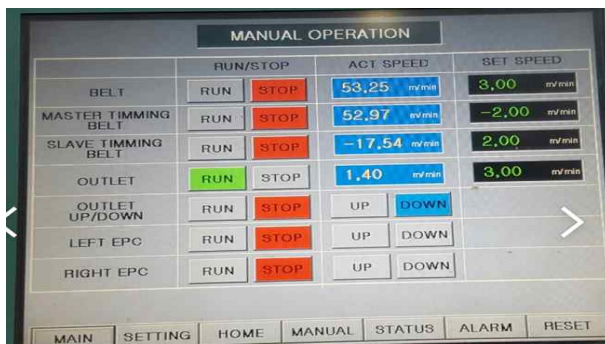 MANUAL OPERATION
RUN/STOP ACT SPEED SET SPEED
BELT RUN STOP 53,25 m/min 3,00 m/min
MASTER TIMMING BELT RUN STOP 52,97 m/min -2,00 m/min
SLAVE TIMMING BELT RUN STOP -17,54 m/min 2,00 m/min
OUTLET RUN STOP 1,40 m/min 3,00 m/min
OUTLET UP/DOWN RUN STOP UP DOWN
LEFT EPC RUN STOP UP DOWN
RIGHT EPC RUN STOP UP DOWN
MAIN SETTING HOME MANUAL STATUS ALARM RESET